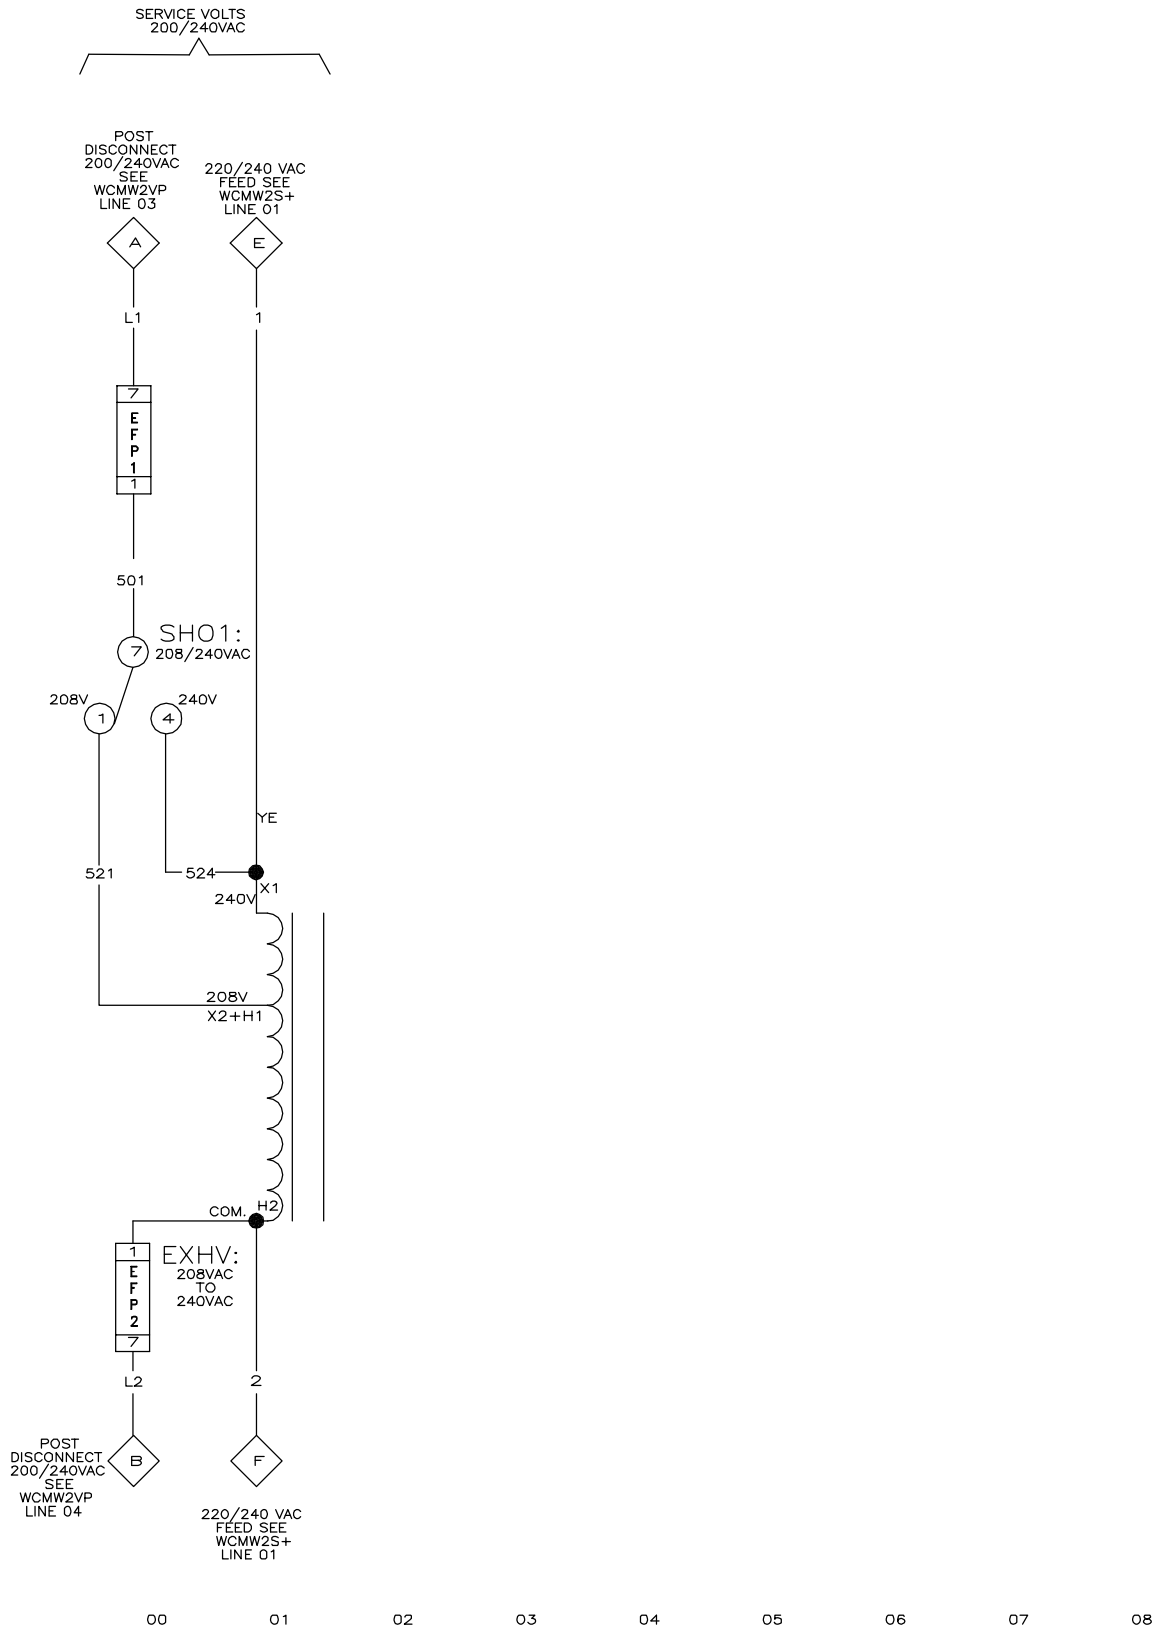 SERVICE VOLTS
200/240VAC
POST
DISCONNECT
200/240VAC
SEE
WCMW2VP
LINE 03
220/240 VAC
FEED SEE
WCMW2S+
LINE 01
A
E
L1
1
7
EFP1
1
501
SH01:
7
208/240VAC
208V
240V
1
4
YE
521
524
X1
240V
208V
X2+H1
H2
COM.
1
EFP2
7
EXHV:
208VAC
TO
240VAC
L2
2
POST
DISCONNECT
200/240VAC
SEE
WCMW2VP
LINE 04
B
F
220/240 VAC
FEED SEE
WCMW2S+
LINE 01
00 01 02 03 04 05 06 07 08